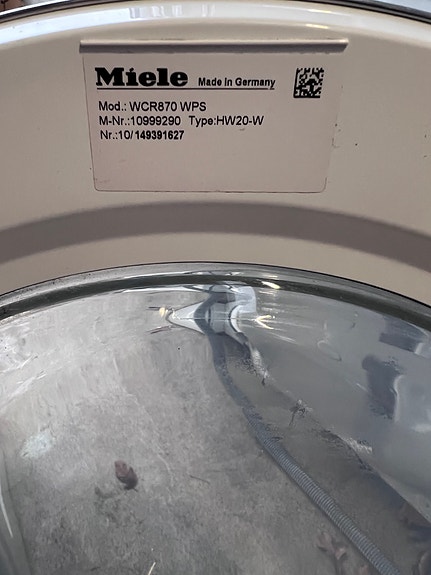 Miele Made in Germany
Mod.: WCR870 WPS
M-Nr.:10999290 Type:HW20-W
Nr.:10/149391627